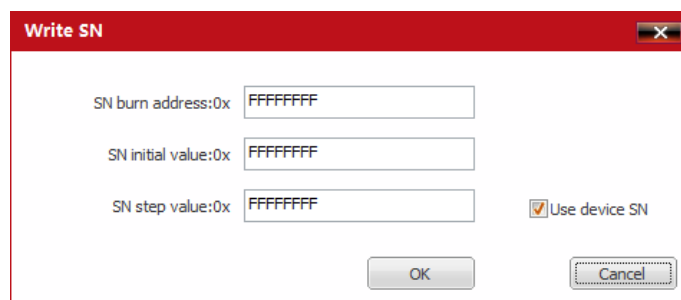 Write SN
SN burn address:0x FFFFFFFF
SN initial value:0x FFFFFFFF
SN step value:0x FFFFFFFF Use device SN
OK Cancel